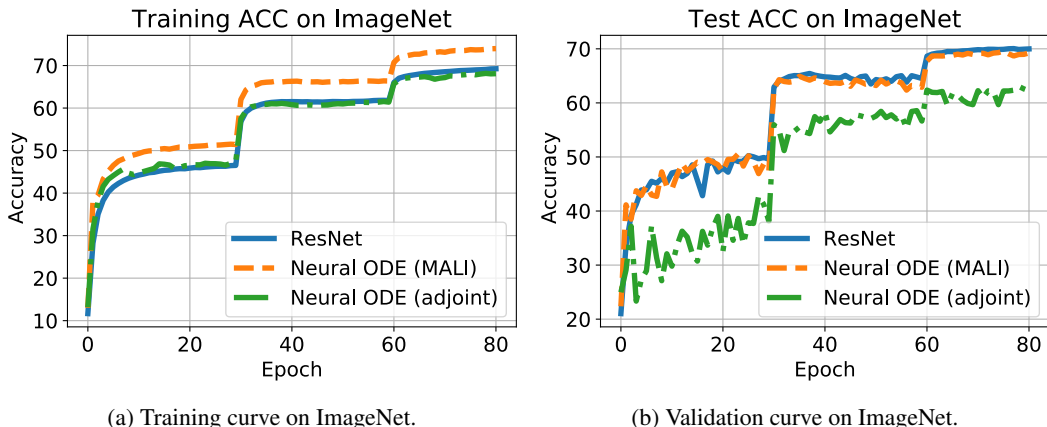 Training ACC on ImageNet
Accuracy
70
60
50
40
30
20
10
0
20
40
60
80
Epoch
ResNet
Neural ODE (MALI)
Neural ODE (adjoint)
(a) Training curve on ImageNet.
Test ACC on ImageNet
Accuracy
70
60
50
40
30
20
0
20
40
60
80
Epoch
ResNet
Neural ODE (MALI)
Neural ODE (adjoint)
(b) Validation curve on ImageNet.